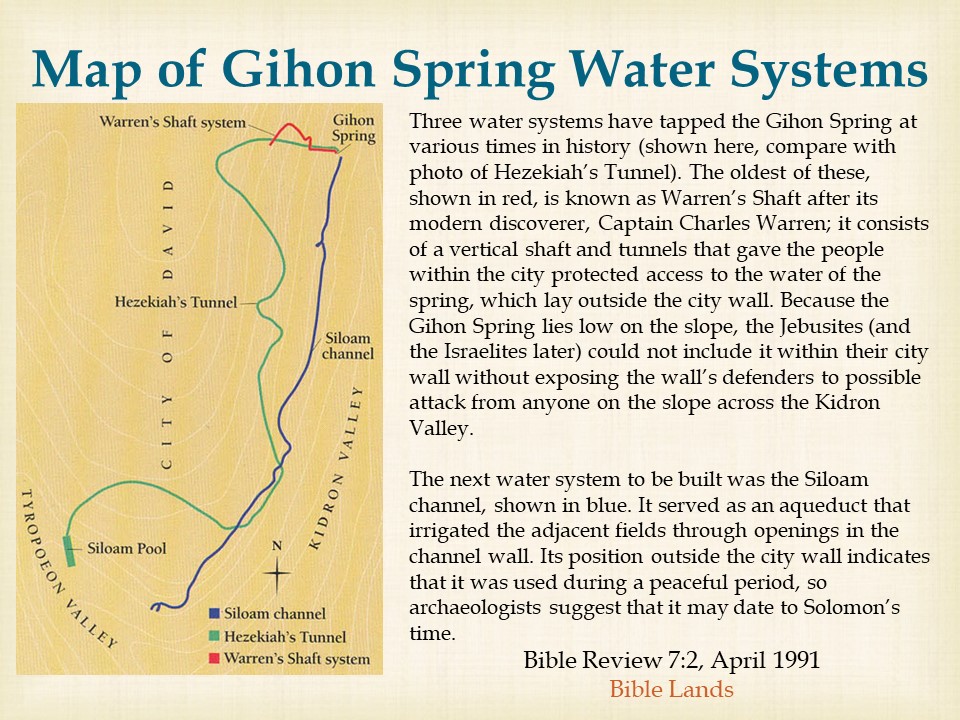 Map of Gihon Spring Water Systems
Warren's Shaft system
Gihon
Spring
CITY OF DAVID
Hezekiah's Tunnel
Siloam
channel
KIDRON VALLEY
TYROPOEON VALLEY
Siloam Pool
N
Siloam channel
Hezekiah's Tunnel
Warren's Shaft system
Three water systems have tapped the Gihon Spring at
various times in history (shown here, compare with
photo of Hezekiah's Tunnel). The oldest of these,
shown in red, is known as Warren's Shaft after its
modern discoverer, Captain Charles Warren; it consists
of a vertical shaft and tunnels that gave the people
within the city protected access to the water of the
spring, which lay outside the city wall. Because the
Gihon Spring lies low on the slope, the Jebusites (and
the Israelites later) could not include it within their city
wall without exposing the wall's defenders to possible
attack from anyone on the slope across the Kidron
Valley.
The next water system to be built was the Siloam
channel, shown in blue. It served as an aqueduct that
irrigated the adjacent fields through openings in the
channel wall. Its position outside the city wall indicates
that it was used during a peaceful period, so
archaeologists suggest that it may date to Solomon's
time.
Bible Review 7:2, April 1991
Bible Lands